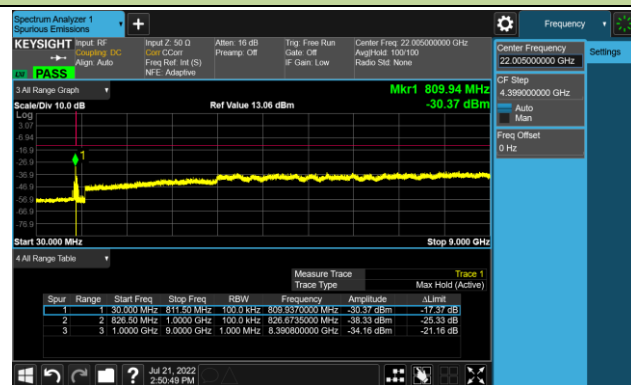 Spectrum Analyzer 1
Spurious Emissions
Frequency
KEYSIGHT
Input: RF
Coupling: DC
Align: Auto
Input Z: 50 Ω
Corr CCorr
Freq Ref: Int (S)
NFE: Adaptive
Atten: 16 dB
Preamp: Off
Trig: Free Run
Gate: Off
IF Gain: Low
Center Freq: 22.005000000 GHz
Avg|Hold: 100/100
Radio Std: None
PASS
Center Frequency
22.005000000 GHz
Settings
CF Step
4.399000000 GHz
Auto
Man
Freq Offset
0 Hz
3 All Range Graph
Mkr1 809.94 MHz
Scale/Div 10.0 dB
Ref Value 13.06 dBm
-30.37 dBm
Log
3.07
-6.94
-16.9
-26.9
-36.9
-46.9
-56.9
-66.9
-76.9
1
Start 30.000 MHz
Stop 9.000 GHz
4 All Range Table
Measure Trace Trace 1
Trace Type Max Hold (Active)
Spur Range Start Freq Stop Freq RBW Frequency Amplitude ΔLimit
1 1 30.000 MHz 811.50 MHz 100.0 kHz 809.9370000 MHz -30.37 dBm -17.37 dB
2 2 826.50 MHz 1.0000 GHz 100.0 kHz 826.6735000 MHz -38.33 dBm -25.33 dB
3 3 1.0000 GHz 9.0000 GHz 1.000 MHz 8.390800000 GHz -34.16 dBm -21.16 dB
Jul 21, 2022
2:50:49 PM